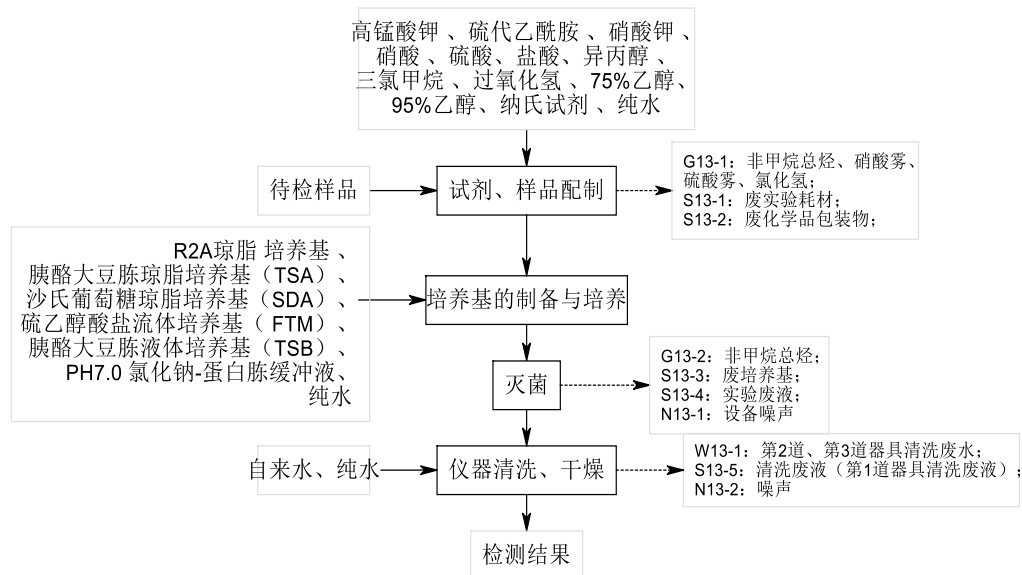 高锰酸钾 、硫代乙酰胺 、硝酸钾 、
硝酸 、硫酸、盐酸、异丙醇 、
三氯甲烷 、过氧化氢 、75%乙醇、
95%乙醇、纳氏试剂 、纯水
待检样品
试剂、样品配制
G13-1：非甲烷总烃、硝酸雾、
硫酸雾、氯化氢；
S13-1：废实验耗材；
S13-2：废化学品包装物；
R2A琼脂 培养基 、
胰酪大豆胨琼脂培养基（TSA）、
沙氏葡萄糖琼脂培养基（SDA）、
硫乙醇酸盐流体培养基（ FTM）、
胰酪大豆胨液体培养基（TSB）、
PH7.0 氯化钠-蛋白胨缓冲液、
纯水
培养基的制备与培养
灭菌
G13-2：非甲烷总烃；
S13-3：废培养基；
S13-4：实验废液；
N13-1：设备噪声
自来水、纯水
仪器清洗、干燥
W13-1：第2道、第3道器具清洗废水；
S13-5：清洗废液（第1道器具清洗废液）；
N13-2：噪声
检测结果